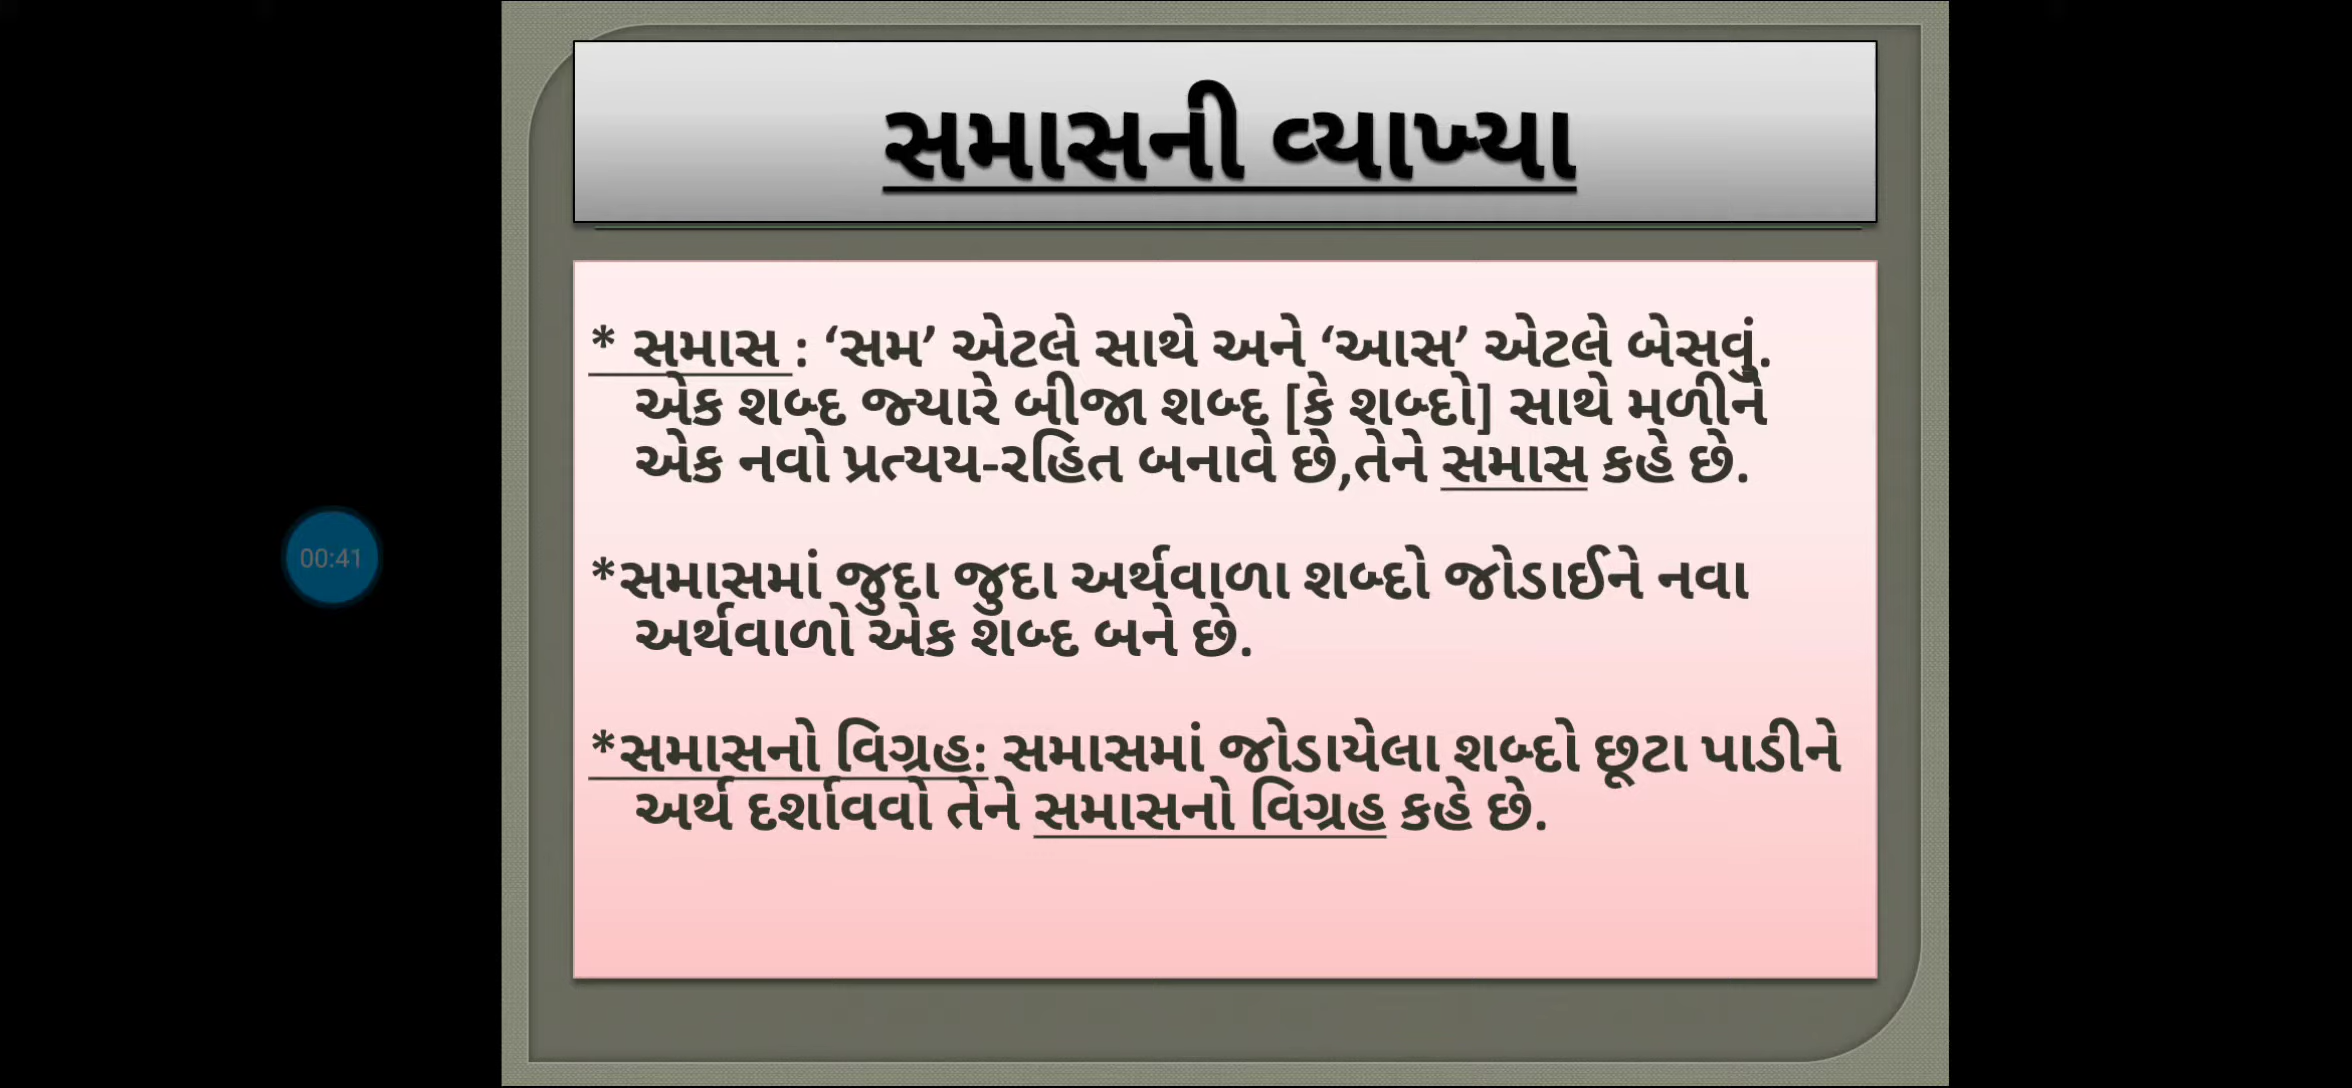 સમાસની વ્યાખ્યા
* સમાસ : ‘સમ’ એટલે સાથે અને ‘આસ’ એટલે બેસવું.
એક શબ્દ જ્યારે બીજા શબ્દ [કે શબ્દો] સાથે મળીને
એક નવો પ્રત્યય-રહિત બનાવે છે,તેને સમાસ કહે છે.
*સમાસમાં જુદા જુદા અર્થવાળા શબ્દો જોડાઈને નવા
અર્થવાળો એક શબ્દ બને છે.
*સમાસનો વિગ્રહ: સમાસમાં જોડાયેલા શબ્દો છૂટા પાડીને
અર્થ દર્શાવવો તેને સમાસનો વિગ્રહ કહે છે.
00:41